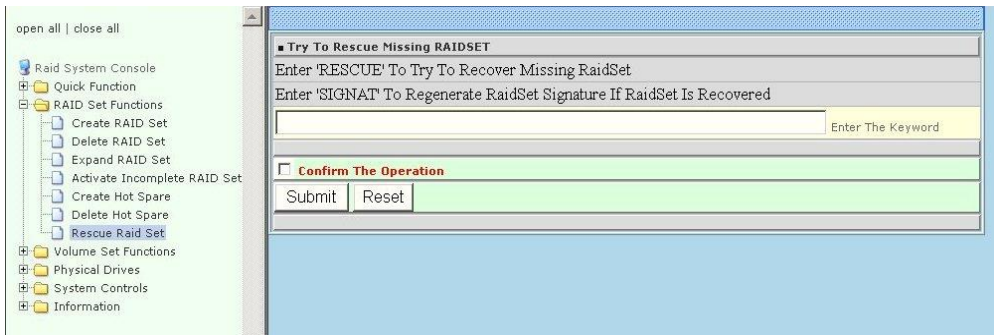 open all | close all
Raid System Console
Quick Function
RAID Set Functions
Create RAID Set
Delete RAID Set
Expand RAID Set
Activate Incomplete RAID Set
Create Hot Spare
Delete Hot Spare
Rescue Raid Set
Volume Set Functions
Physical Drives
System Controls
Information
Try To Rescue Missing RAIDSET
Enter 'RESCUE' To Try To Recover Missing RaidSet
Enter 'SIGNAT' To Regenerate RaidSet Signature If RaidSet Is Recovered
Enter The Keyword
Confirm The Operation
Submit Reset